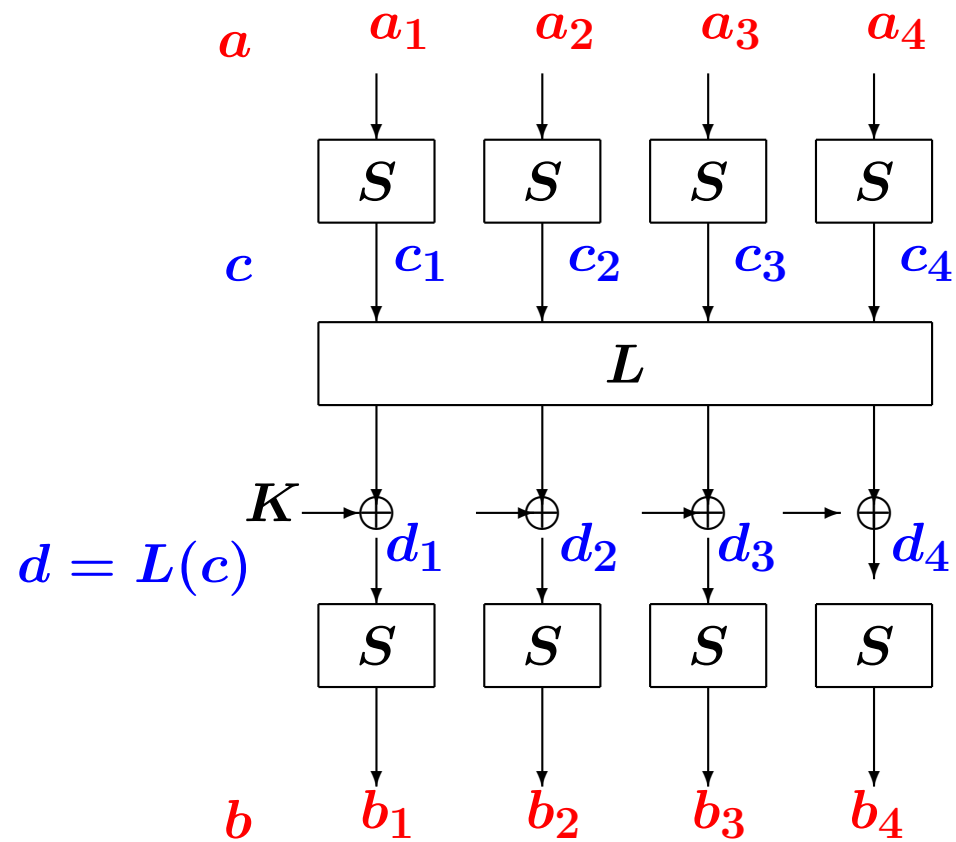 a a₁ a₂ a₃ a₄
S S S S
c c₁ c₂ c₃ c₄
L
K
d = L(c) d₁ d₂ d₃ d₄
S S S S
b b₁ b₂ b₃ b₄